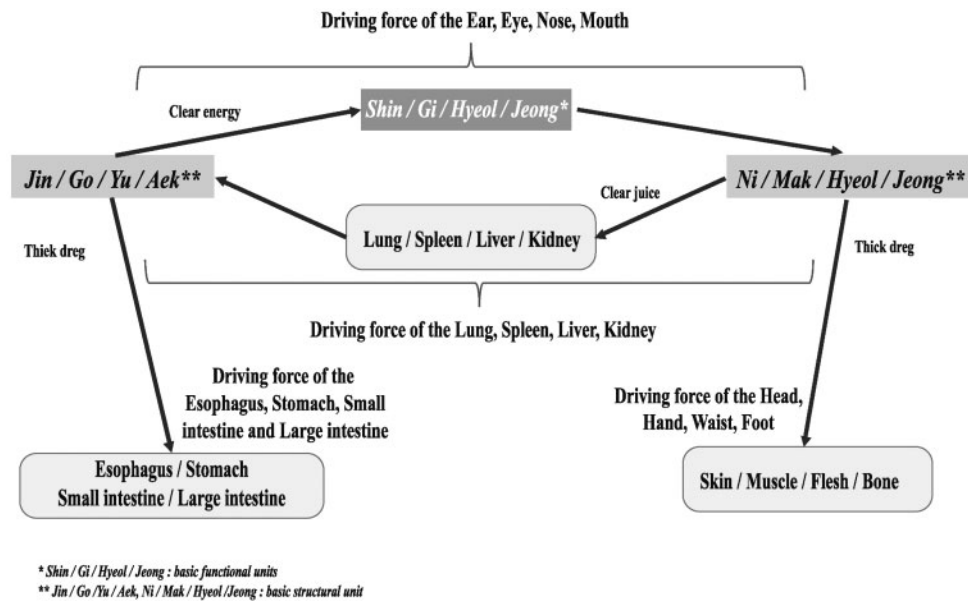 Driving force of the Ear, Eye, Nose, Mouth
Clear energy
Shin / Gi / Hyeol / Jeong*
Jin / Go / Yu / Aek**
Ni / Mak / Hyeol / Jeong**
Clear juice
Lung / Spleen / Liver / Kidney
Thick dreg
Thick dreg
Driving force of the Lung, Spleen, Liver, Kidney
Driving force of the
Esophagus, Stomach, Small
intestine and Large intestine
Driving force of the Head,
Hand, Waist, Foot
Esophagus / Stomach
Small intestine / Large intestine
Skin / Muscle / Flesh / Bone
* Shin / Gi / Hyeol / Jeong : basic functional units
** Jin / Go /Yu / Aek, Ni / Mak / Hyeol /Jeong : basic structural unit